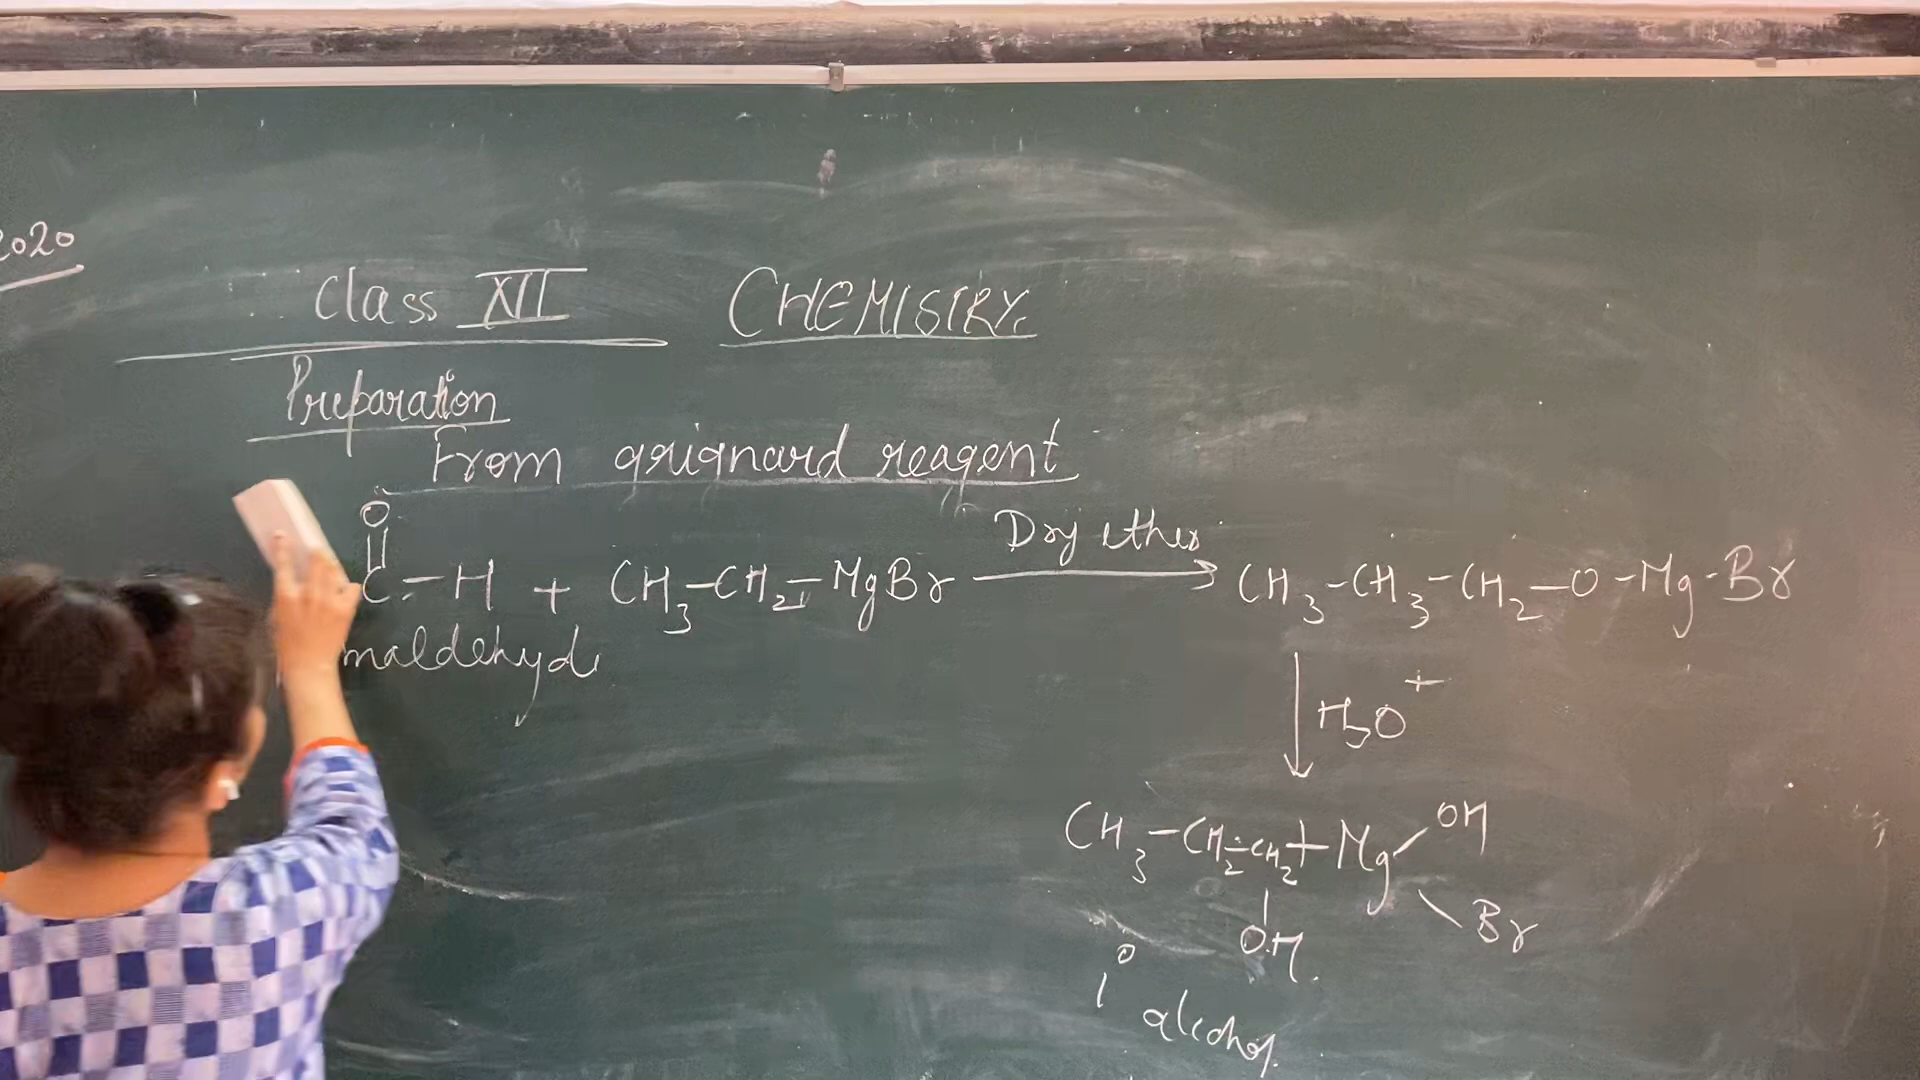 2020
Class XII CHEMISTRY
Preparation
From grignard reagent
O
||
C-H + CH3-CH2-MgBr Dry ether → CH3-CH3-CH2-O-Mg-Br
maldehyde
↓ H3O+
CH3-CH2-CH2 + Mg OH
Br
|
OH
1° alcohol